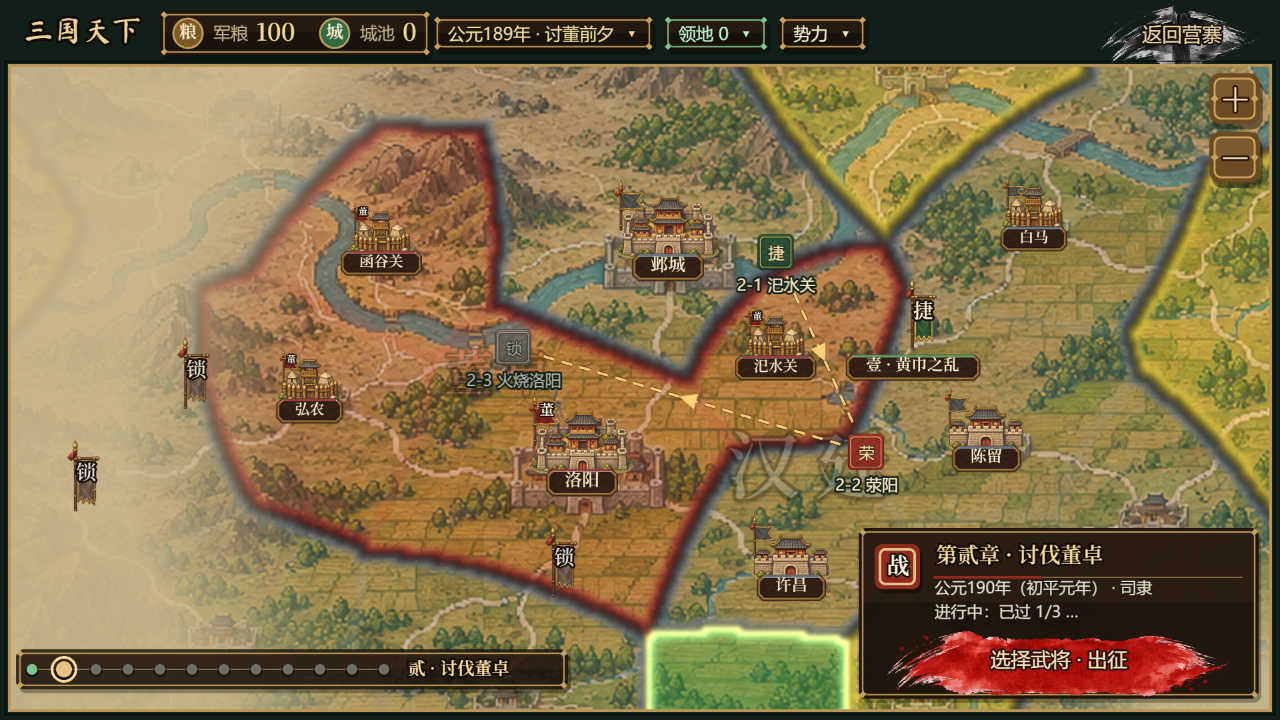 三国天下
粮 军粮 100 城 城池 0
公元189年 · 讨董前夕 ▼
领地 0 ▼
势力 ▼
返回营寨
董
函谷关
邺城
捷
2-1 汜水关
白马
董
汜水关
捷
壹 · 黄巾之乱
锁
锁
2-3 火烧洛阳
董
弘农
董
洛阳
汉
荣
2-2 荥阳
陈留
锁
锁
许昌
战
第贰章 · 讨伐董卓
公元190年（初平元年） · 司隶
进行中：已过 1/3 ...
选择武将 · 出征
贰 · 讨伐董卓